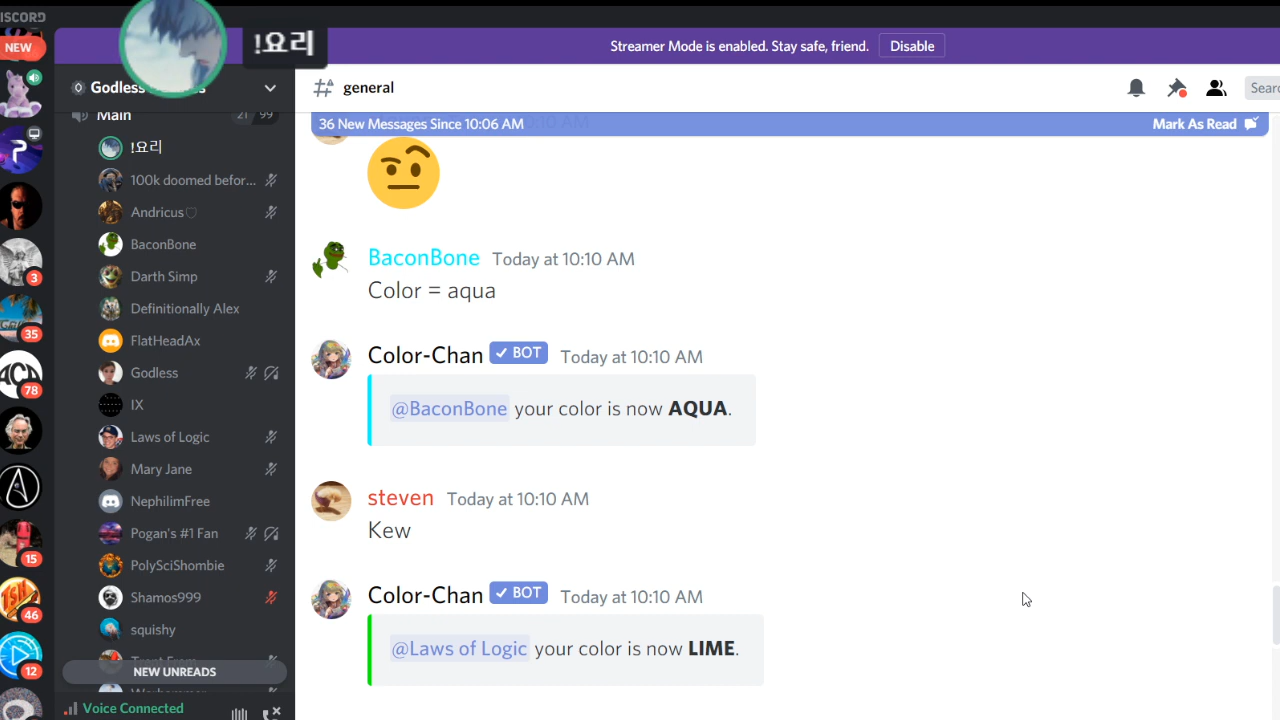 ISCORD
!요리
Streamer Mode is enabled. Stay safe, friend.
Disable
NEW
Godless
general
Searc
Main
21
99
36 New Messages Since 10:06 AM
Mark As Read
!요리
100k doomed befor...
Andricus
BaconBone
Darth Simp
Definitionally Alex
FlatHeadAx
Godless
IX
Laws of Logic
Mary Jane
NephilimFree
Pogan's #1 Fan
PolySciShombie
Shamos999
squishy
NEW UNREADS
Voice Connected
3
35
ACA
78
15
TSH
46
12
BaconBone Today at 10:10 AM
Color = aqua
Color-Chan BOT Today at 10:10 AM
@BaconBone your color is now AQUA.
steven Today at 10:10 AM
Kew
Color-Chan BOT Today at 10:10 AM
@Laws of Logic your color is now LIME.